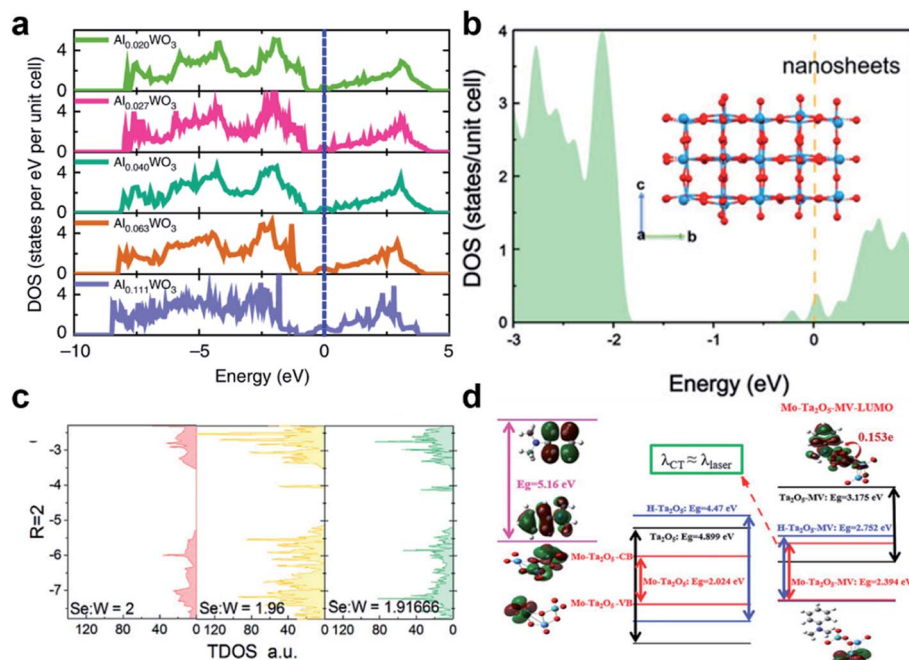 a
DOS (states per eV per unit cell)
Al0.020WO3
4
2
0
Al0.027WO3
4
2
0
Al0.040WO3
4
2
0
Al0.063WO3
4
2
0
Al0.111WO3
4
2
0
−10 −5 0 5
Energy (eV)
b
DOS (states/unit cell)
4
3
2
1
0
nanosheets
c
a b
-3 -2 -1 0 1
Energy (eV)
c
R=2
-3
-4
-5
-6
-7
Se:W = 2 Se:W = 1.96 Se:W = 1.91666
120 80 40 0 120 80 40 0 120 80 40 0
TDOS a.u.
d
Mo-Ta2O5-MV-LUMO
0.153e
λCT ≈ λlaser
Eg=5.16 eV
Ta2O5-MV: Eg=3.175 eV
H-Ta2O5: Eg=4.47 eV
Ta2O5: Eg=4.899 eV
H-Ta2O5-MV: Eg=2.752 eV
Mo-Ta2O5-CB
Mo-Ta2O5: Eg=2.024 eV
Mo-Ta2O5-MV: Eg=2.394 eV
Mo-Ta2O5-VB